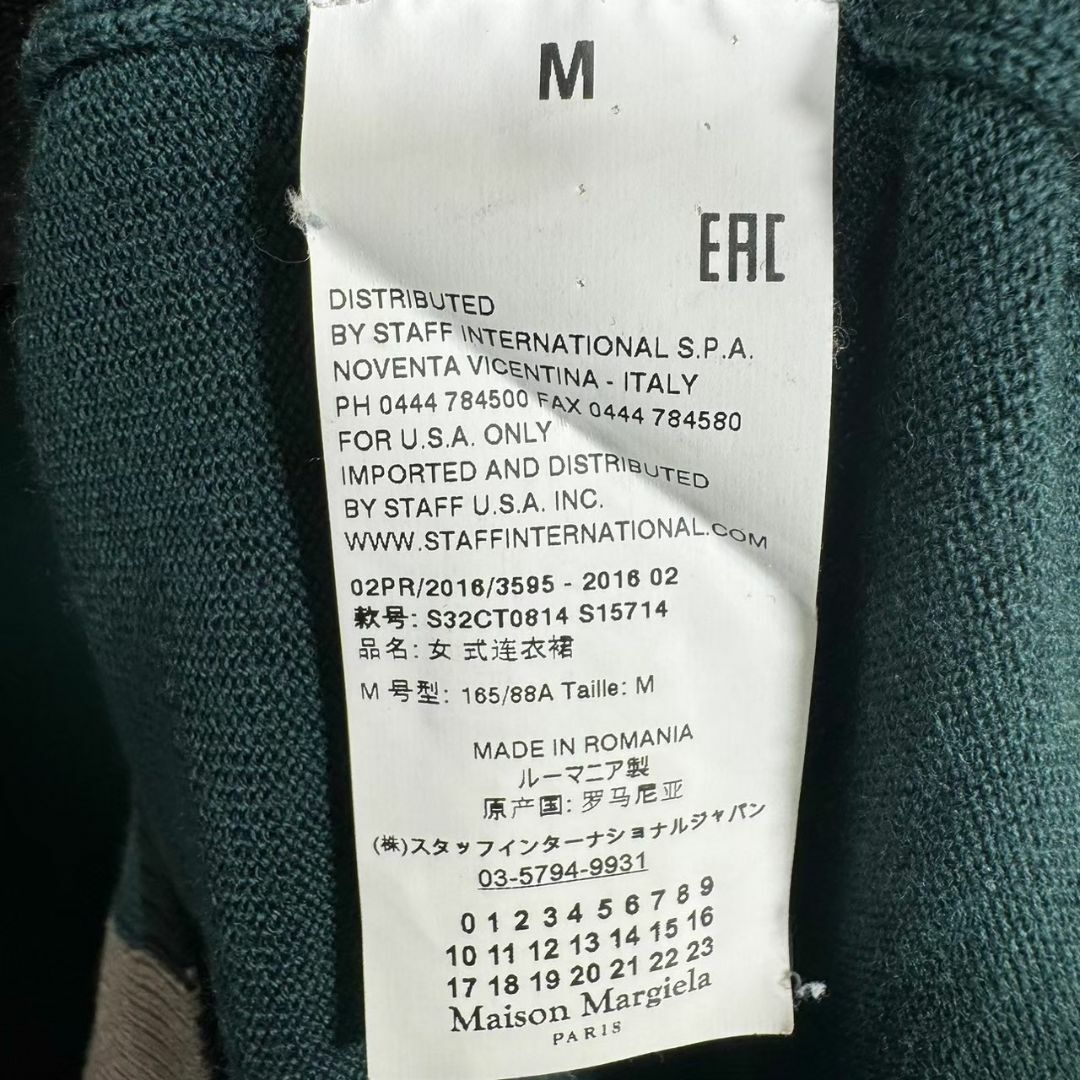 M
EAC
DISTRIBUTED
BY STAFF INTERNATIONAL S.P.A.
NOVENTA VICENTINA - ITALY
PH 0444 784500 FAX 0444 784580
FOR U.S.A. ONLY
IMPORTED AND DISTRIBUTED
BY STAFF U.S.A. INC.
WWW.STAFFINTERNATIONAL.COM
02PR/2016/3595 - 2016 02
款号: S32CT0814 S15714
品名: 女 式连衣裙
M 号型: 165/88A Taille: M
MADE IN ROMANIA
ルーマニア製
原产国: 罗马尼亚
(株)スタッフインターナショナルジャパン
03-5794-9931
0 1 2 3 4 5 6 7 8 9
10 11 12 13 14 15 16
17 18 19 20 21 22 23
Maison Margiela
PARIS